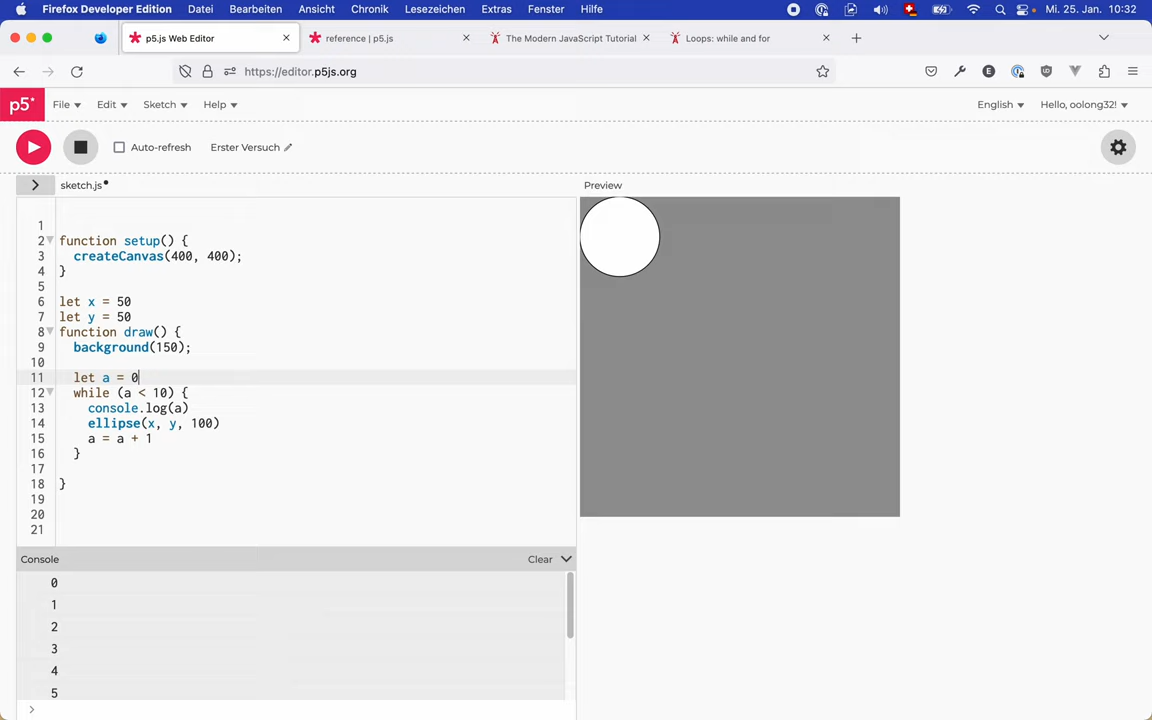 Firefox Developer Edition Datei Bearbeiten Ansicht Chronik Lesezeichen Extras Fenster Hilfe Mi. 25. Jan. 10:32
p5.js Web Editor reference | p5.js The Modern JavaScript Tutorial Loops: while and for
https://editor.p5js.org
p5* File Edit Sketch Help English Hello, oolong32!
Auto-refresh Erster Versuch
sketch.js Preview
1
2 function setup() {
3 createCanvas(400, 400);
4 }
5
6 let x = 50
7 let y = 50
8 function draw() {
9 background(150);
10
11 let a = 0
12 while (a < 10) {
13 console.log(a)
14 ellipse(x, y, 100)
15 a = a + 1
16 }
17
18 }
19
20
21
Console Clear
0
1
2
3
4
5
>